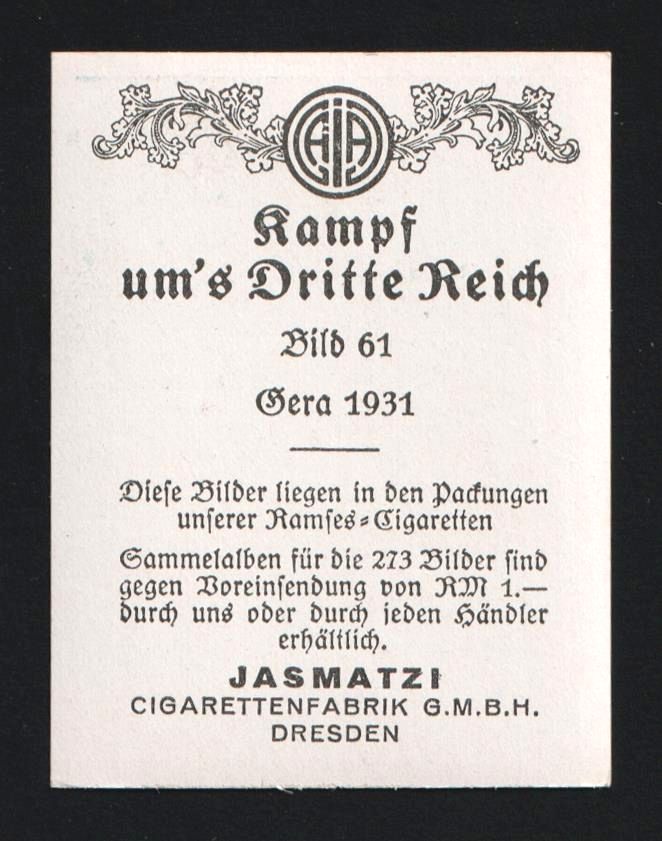 Kampf
um's Dritte Reich
Bild 61
Gera 1931
Diese Bilder liegen in den Packungen
unserer Ramses-Cigaretten
Sammelalben für die 273 Bilder sind
gegen Voreinsendung von RM 1.—
durch uns oder durch jeden Händler
erhältlich.
JASMATZI
CIGARETTENFABRIK G.M.B.H.
DRESDEN